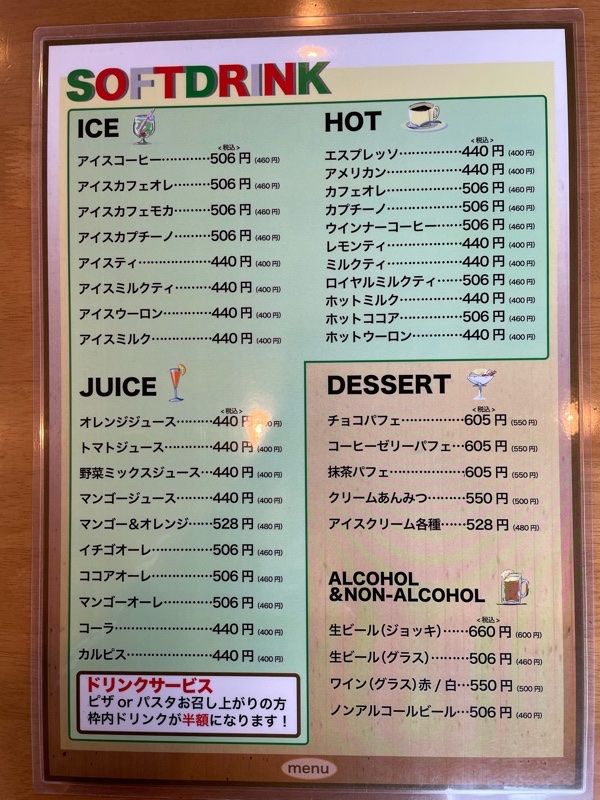 SOFTDRINK
ICE
<税込>
アイスコーヒー…………506円(460円)
アイスカフェオレ………506円(460円)
アイスカフェモカ………506円(460円)
アイスカプチーノ………506円(460円)
アイスティ………………440円(400円)
アイスミルクティ………440円(400円)
アイスウーロン…………440円(400円)
アイスミルク……………440円(400円)
HOT
<税込>
エスプレッソ……………440円(400円)
アメリカン………………440円(400円)
カフェオレ………………506円(460円)
カプチーノ………………506円(460円)
ウインナーコーヒー……506円(460円)
レモンティ………………440円(400円)
ミルクティ………………440円(400円)
ロイヤルミルクティ……506円(460円)
ホットミルク……………440円(400円)
ホットココア……………506円(460円)
ホットウーロン…………440円(400円)
JUICE
<税込>
オレンジジュース………440円
トマトジュース…………440円(400円)
野菜ミックスジュース…440円(400円)
マンゴージュース………440円(400円)
マンゴー&オレンジ……528円(480円)
イチゴオーレ……………506円(460円)
ココアオーレ……………506円(460円)
マンゴーオーレ…………506円(460円)
コーラ……………………440円(400円)
カルピス…………………440円(400円)
ドリンクサービス
ピザ or パスタお召し上がりの方
枠内ドリンクが半額になります！
DESSERT
<税込>
チョコパフェ……………605円(550円)
コーヒーゼリーパフェ…605円(550円)
抹茶パフェ………………605円(550円)
クリームあんみつ………550円(500円)
アイスクリーム各種……528円(480円)
ALCOHOL
&NON-ALCOHOL
<税込>
生ビール(ジョッキ)……660円(600円)
生ビール(グラス)………506円(460円)
ワイン(グラス)赤 / 白…550円(500円)
ノンアルコールビール…506円(460円)
menu